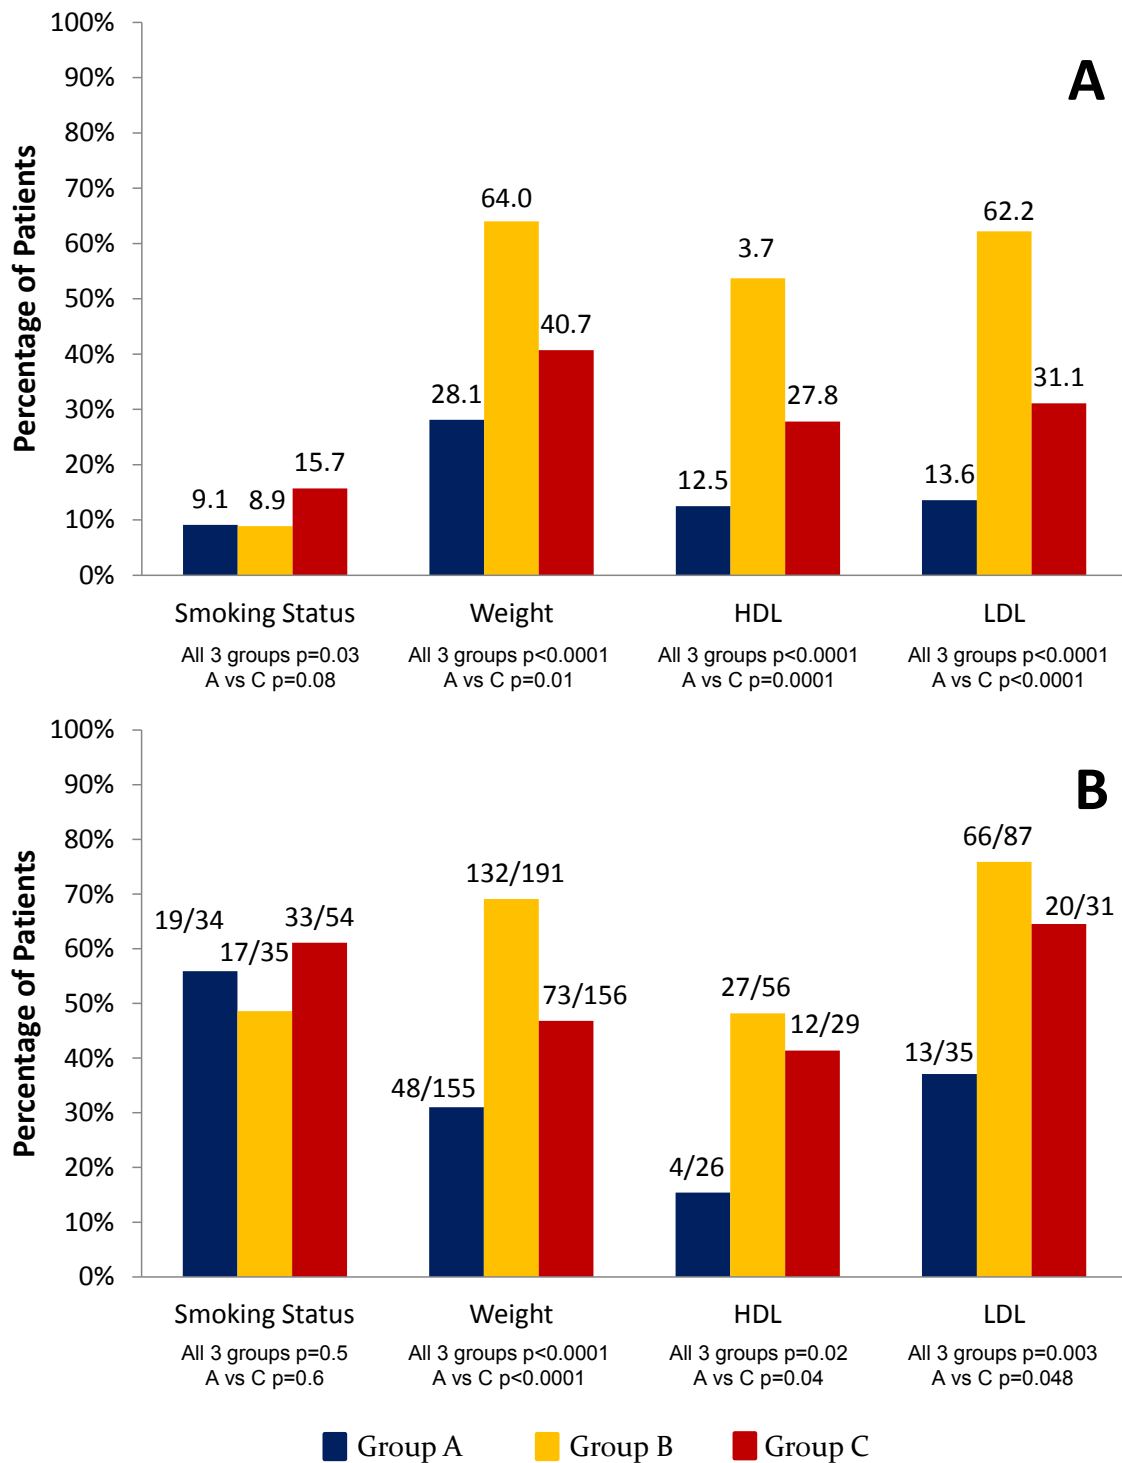 A
Percentage of Patients
100%
90%
80%
70%
60%
50%
40%
30%
20%
10%
0%
9.1 8.9 15.7
28.1 64.0 40.7
12.5 3.7 27.8
13.6 62.2 31.1
Smoking Status Weight HDL LDL
All 3 groups p=0.03 All 3 groups p<0.0001 All 3 groups p<0.0001 All 3 groups p<0.0001
A vs C p=0.08 A vs C p=0.01 A vs C p=0.0001 A vs C p<0.0001
B
Percentage of Patients
100%
90%
80%
70%
60%
50%
40%
30%
20%
10%
0%
19/34 17/35 33/54
48/155 132/191 73/156
4/26 27/56 12/29
13/35 66/87 20/31
Smoking Status Weight HDL LDL
All 3 groups p=0.5 All 3 groups p<0.0001 All 3 groups p=0.02 All 3 groups p=0.003
A vs C p=0.6 A vs C p<0.0001 A vs C p=0.04 A vs C p=0.048
Group A Group B Group C